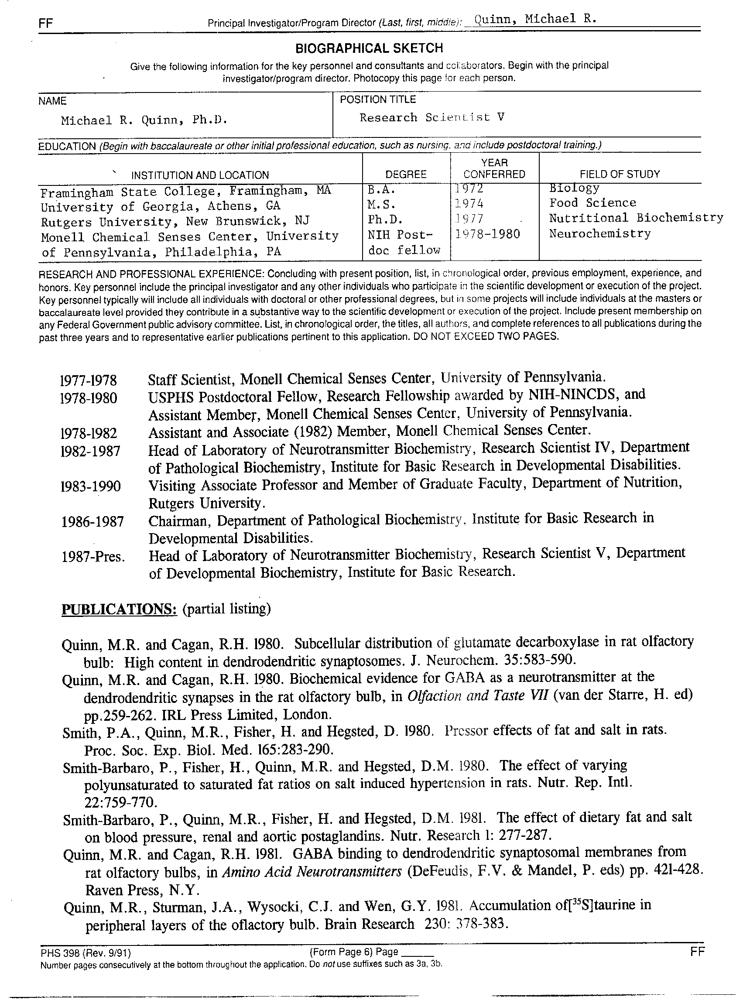 FF Principal Investigator/Program Director (Last, first, middle): Quinn, Michael R.
BIOGRAPHICAL SKETCH
Give the following information for the key personnel and consultants and collaborators. Begin with the principal
investigator/program director. Photocopy this page for each person.
NAME POSITION TITLE
Michael R. Quinn, Ph.D. Research Scientist V
EDUCATION (Begin with baccalaureate or other initial professional education, such as nursing, and include postdoctoral training.)
INSTITUTION AND LOCATION DEGREE YEAR CONFERRED FIELD OF STUDY
Framingham State College, Framingham, MA B.A. 1972 Biology
University of Georgia, Athens, GA M.S. 1974 Food Science
Rutgers University, New Brunswick, NJ Ph.D. 1977 Nutritional Biochemistry
Monell Chemical Senses Center, University NIH Post- 1978-1980 Neurochemistry
of Pennsylvania, Philadelphia, PA doc fellow
RESEARCH AND PROFESSIONAL EXPERIENCE: Concluding with present position, list, in chronological order, previous employment, experience, and
honors. Key personnel include the principal investigator and any other individuals who participate in the scientific development or execution of the project.
Key personnel typically will include all individuals with doctoral or other professional degrees, but in some projects will include individuals at the masters or
baccalaureate level provided they contribute in a substantive way to the scientific development or execution of the project. Include present membership on
any Federal Government public advisory committee. List, in chronological order, the titles, all authors, and complete references to all publications during the
past three years and to representative earlier publications pertinent to this application. DO NOT EXCEED TWO PAGES.
1977-1978 Staff Scientist, Monell Chemical Senses Center, University of Pennsylvania.
1978-1980 USPHS Postdoctoral Fellow, Research Fellowship awarded by NIH-NINCDS, and
Assistant Member, Monell Chemical Senses Center, University of Pennsylvania.
1978-1982 Assistant and Associate (1982) Member, Monell Chemical Senses Center.
1982-1987 Head of Laboratory of Neurotransmitter Biochemistry, Research Scientist IV, Department
of Pathological Biochemistry, Institute for Basic Research in Developmental Disabilities.
1983-1990 Visiting Associate Professor and Member of Graduate Faculty, Department of Nutrition,
Rutgers University.
1986-1987 Chairman, Department of Pathological Biochemistry, Institute for Basic Research in
Developmental Disabilities.
1987-Pres. Head of Laboratory of Neurotransmitter Biochemistry, Research Scientist V, Department
of Developmental Biochemistry, Institute for Basic Research.
PUBLICATIONS: (partial listing)
Quinn, M.R. and Cagan, R.H. 1980. Subcellular distribution of glutamate decarboxylase in rat olfactory
bulb: High content in dendrodendritic synaptosomes. J. Neurochem. 35:583-590.
Quinn, M.R. and Cagan, R.H. 1980. Biochemical evidence for GABA as a neurotransmitter at the
dendrodendritic synapses in the rat olfactory bulb, in Olfaction and Taste VII (van der Starre, H. ed)
pp.259-262. IRL Press Limited, London.
Smith, P.A., Quinn, M.R., Fisher, H. and Hegsted, D. 1980. Pressor effects of fat and salt in rats.
Proc. Soc. Exp. Biol. Med. 165:283-290.
Smith-Barbaro, P., Fisher, H., Quinn, M.R. and Hegsted, D.M. 1980. The effect of varying
polyunsaturated to saturated fat ratios on salt induced hypertension in rats. Nutr. Rep. Intl.
22:759-770.
Smith-Barbaro, P., Quinn, M.R., Fisher, H. and Hegsted, D.M. 1981. The effect of dietary fat and salt
on blood pressure, renal and aortic postaglandins. Nutr. Research 1: 277-287.
Quinn, M.R. and Cagan, R.H. 1981. GABA binding to dendrodendritic synaptosomal membranes from
rat olfactory bulbs, in Amino Acid Neurotransmitters (DeFeudis, F.V. & Mandel, P. eds) pp. 421-428.
Raven Press, N.Y.
Quinn, M.R., Sturman, J.A., Wysocki, C.J. and Wen, G.Y. 1981. Accumulation of[³⁵S]taurine in
peripheral layers of the oflactory bulb. Brain Research 230: 378-383.
PHS 398 (Rev. 9/91) (Form Page 6) Page ______ FF
Number pages consecutively at the bottom throughout the application. Do not use suffixes such as 3a, 3b.